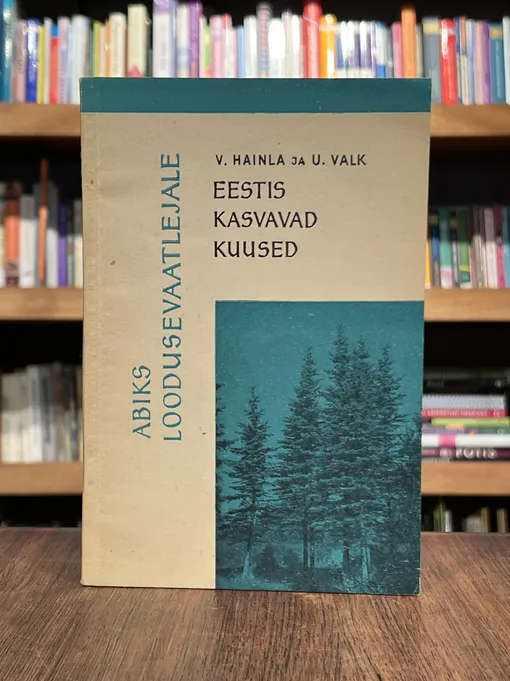 V. HAINLA JA U. VALK
EESTIS
KASVAVAD
KUUSED
ABIKS
LOODUSEVAATLEJALE